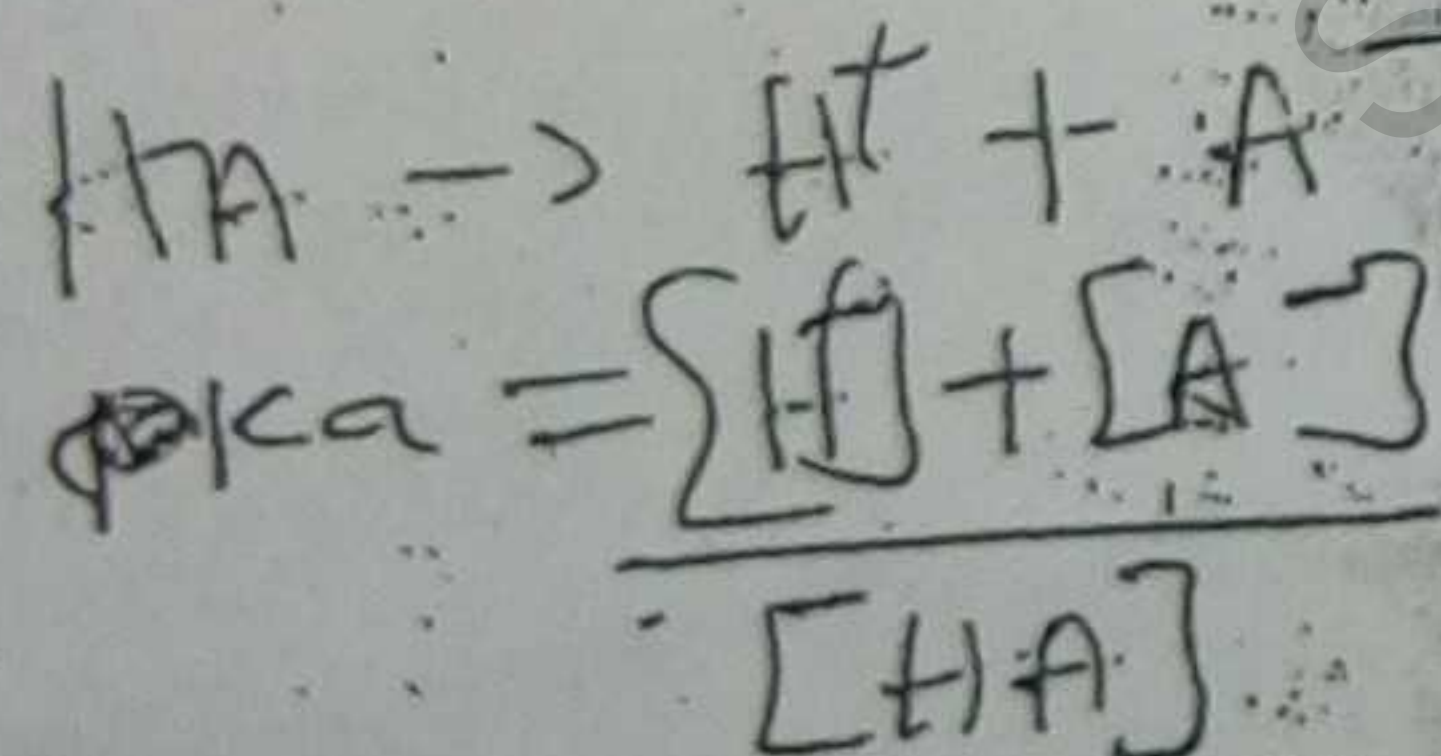 HA -> H⁺ + A⁻
Ka = [H⁺] + [A⁻]
[HA]